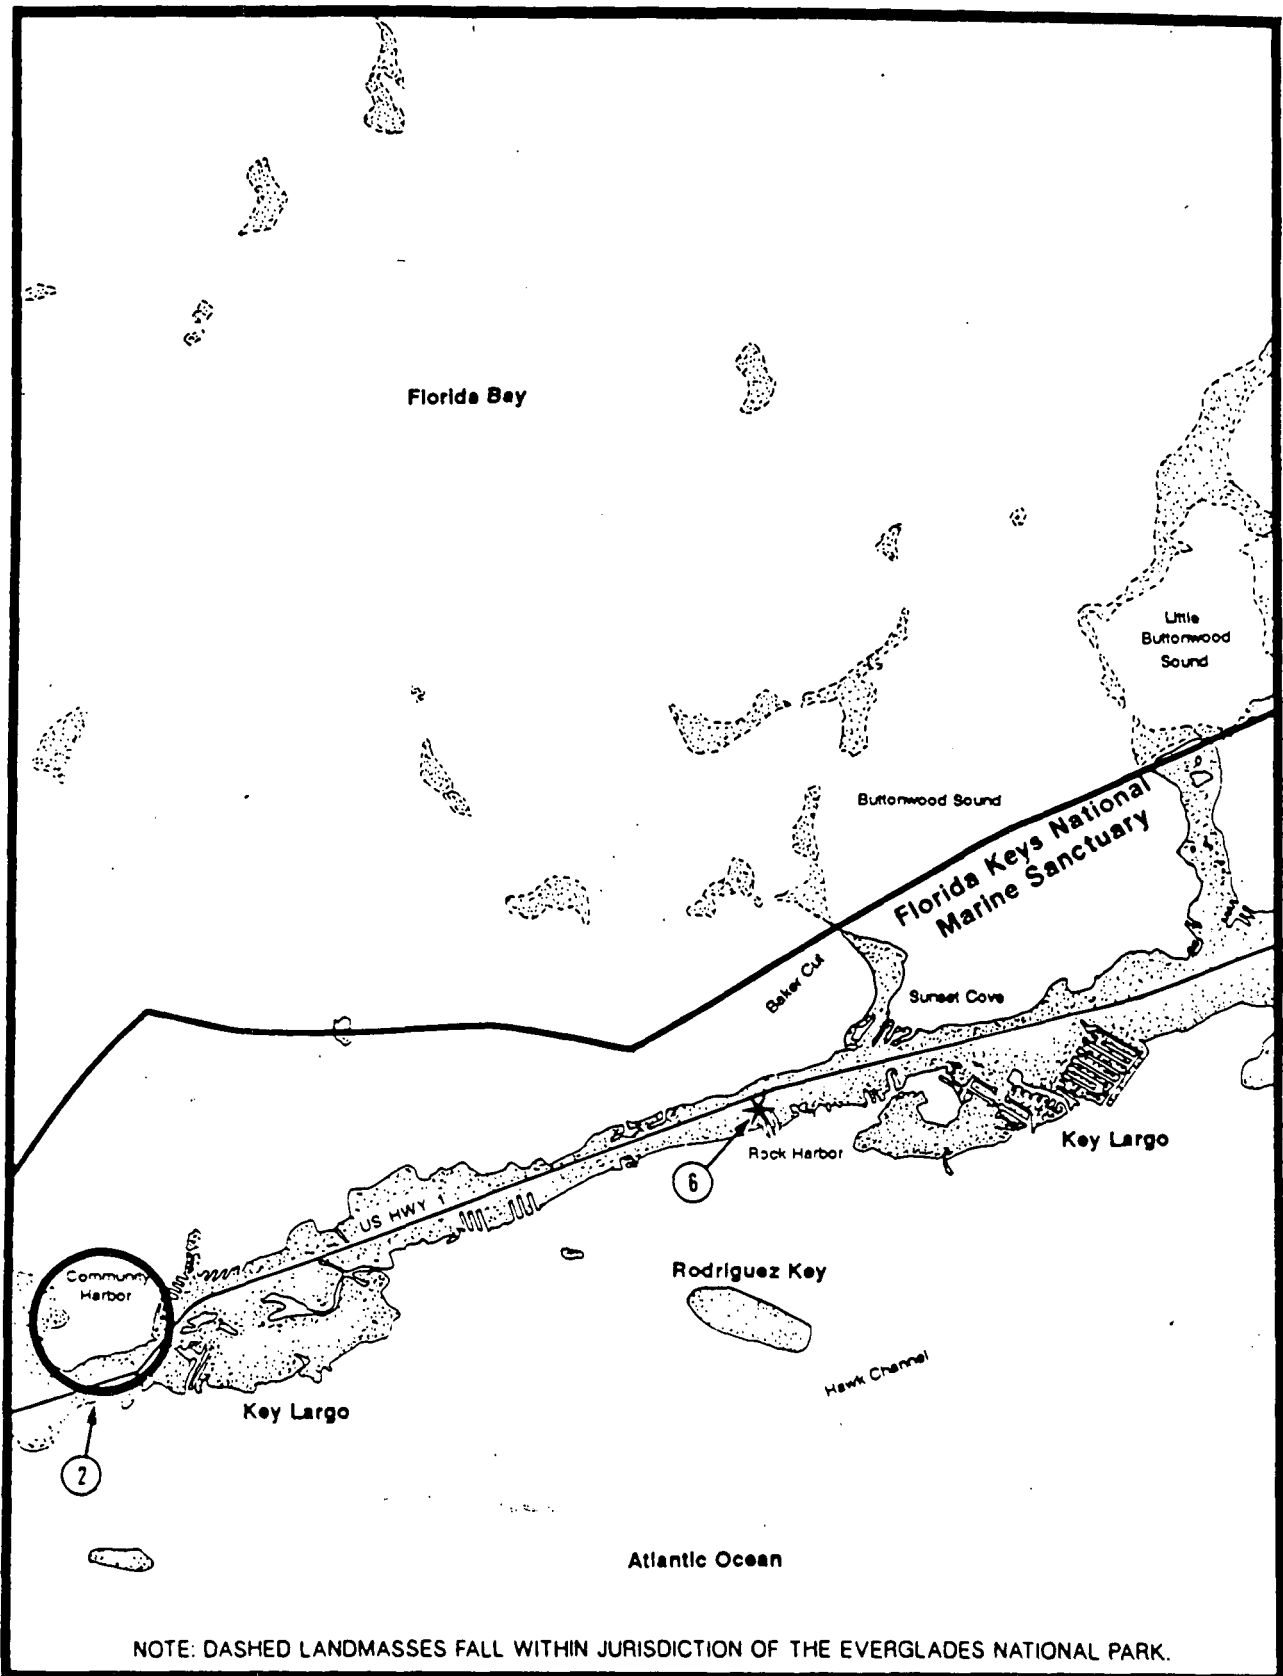 Florida Bay
Little
Buttonwood
Sound
Buttonwood Sound
Florida Keys National
Marine Sanctuary
Baker Cut
Sunset Cove
Key Largo
Rock Harbor
6
US HWY 1
Community
Harbor
Rodriguez Key
Hawk Channel
Key Largo
2
Atlantic Ocean
NOTE: DASHED LANDMASSES FALL WITHIN JURISDICTION OF THE EVERGLADES NATIONAL PARK.